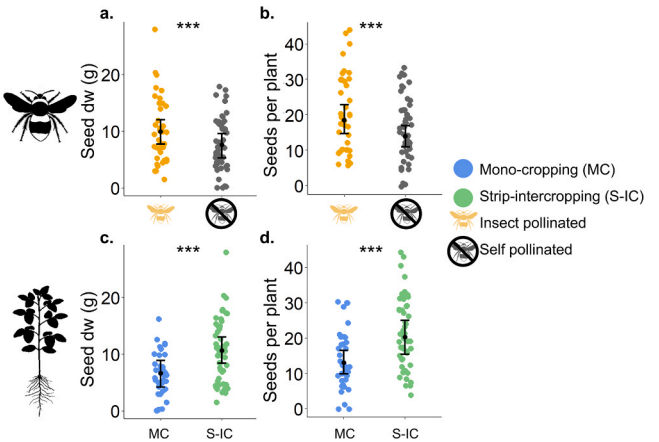 a.
***
Seed dw (g)
20
10
0
b.
***
Seeds per plant
40
30
20
10
0
Mono-cropping (MC)
Strip-intercropping (S-IC)
Insect pollinated
Self pollinated
c.
***
Seed dw (g)
20
10
0
MC
S-IC
d.
***
Seeds per plant
40
30
20
10
0
MC
S-IC